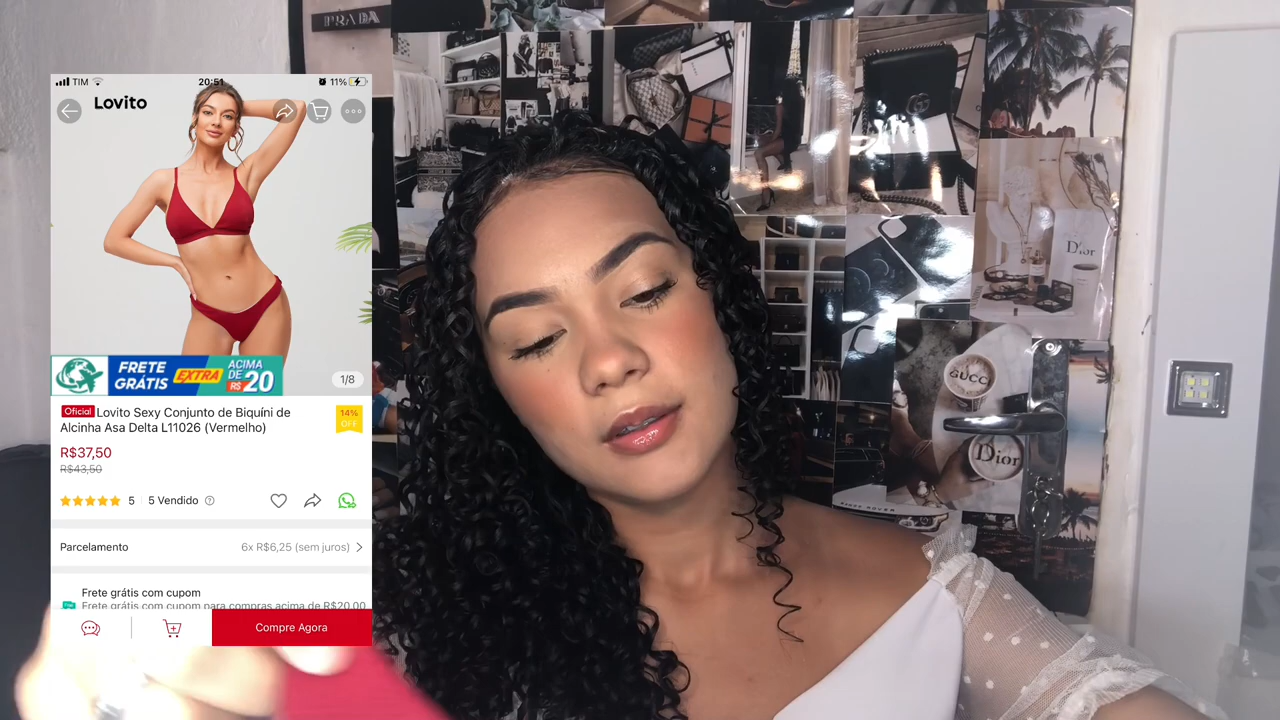 PRADA
TIM
20:51
11%
Lovito
FRETE GRÁTIS EXTRA ACIMA DE R$20
1/8
Oficial Lovito Sexy Conjunto de Biquíni de
Alcinha Asa Delta L11026 (Vermelho)
14%
OFF
R$37,50
R$43,50
5 5 Vendido
Parcelamento 6x R$6,25 (sem juros)
Frete grátis com cupom
Frete grátis com cupom para compras acima de R$20,00
Compre Agora
Dior
GUCCI
Dior